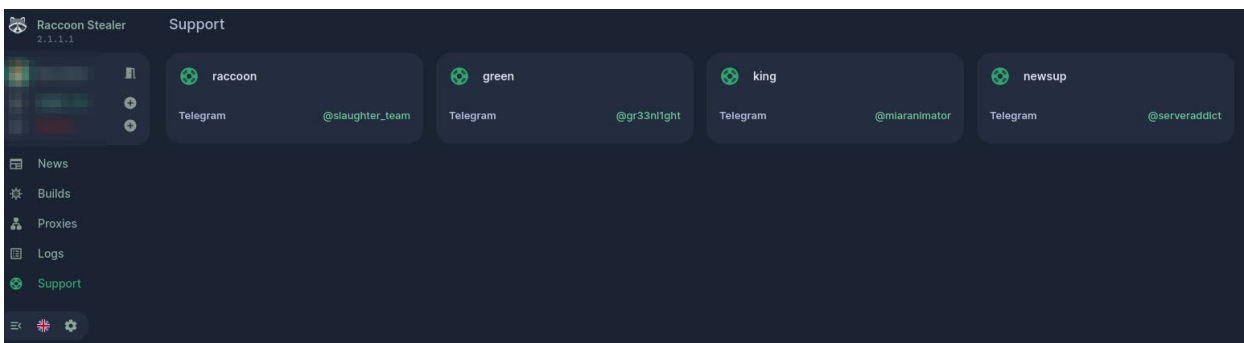 Raccoon Stealer
2.1.1.1
News
Builds
Proxies
Logs
Support
Support
raccoon
Telegram @slaughter_team
green
Telegram @gr33nl1ght
king
Telegram @miaranimator
newsup
Telegram @serveraddict